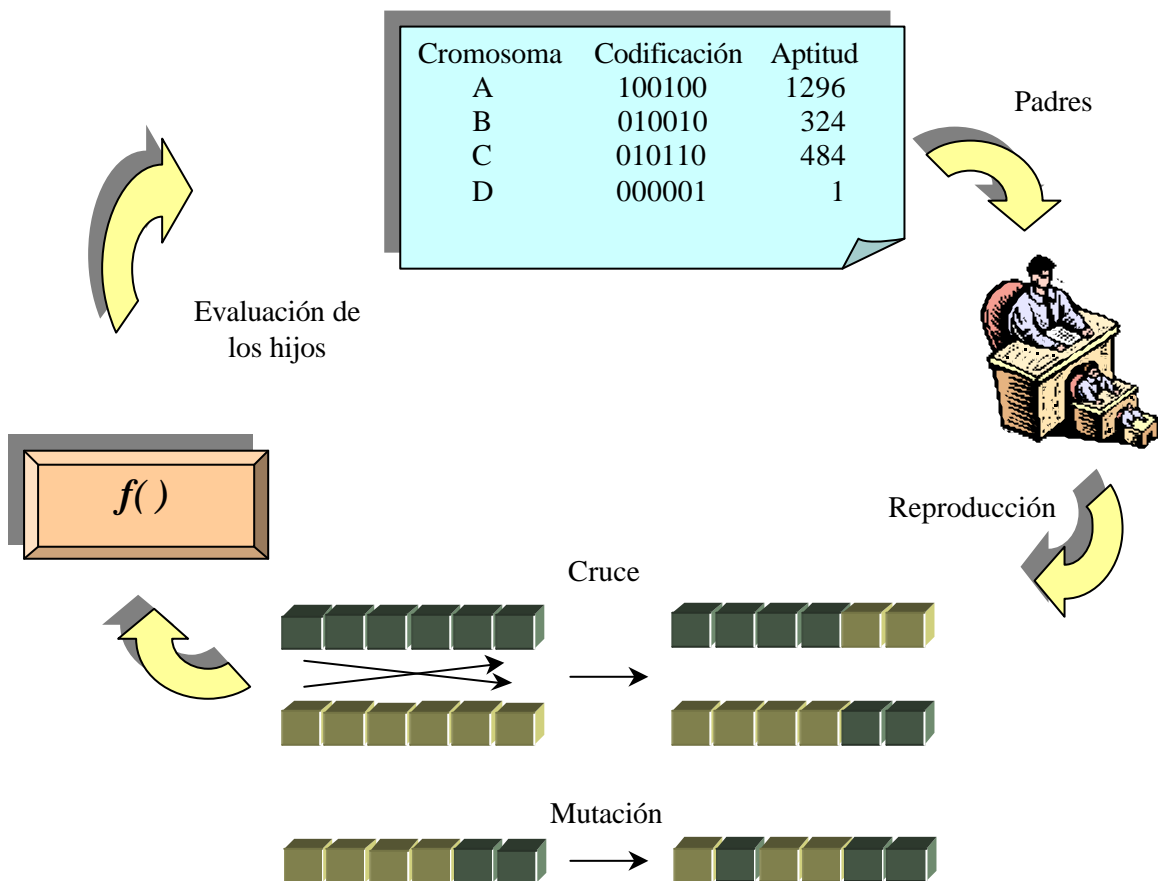 Cromosoma Codificación Aptitud
A 100100 1296
B 010010 324
C 010110 484
D 000001 1
Padres
Evaluación de
los hijos
f( )
Reproducción
Cruce
Mutación